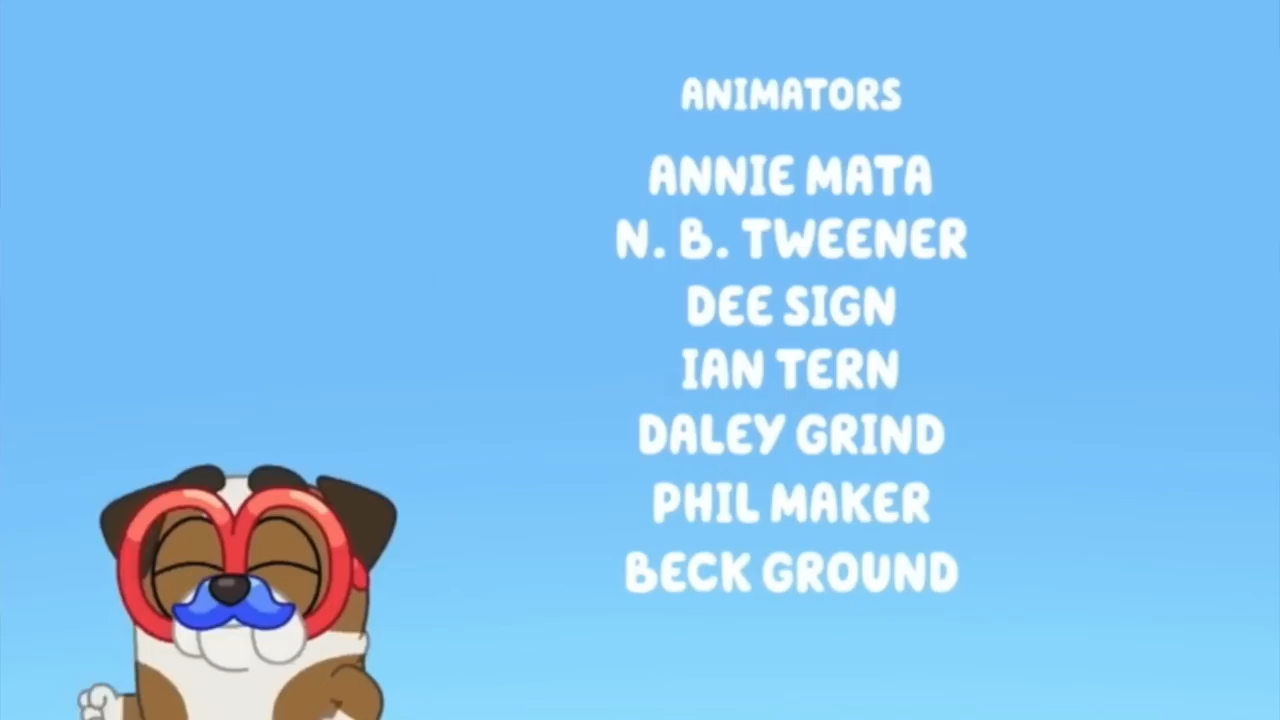 ANIMATORS
ANNIE MATA
N. B. TWEENER
DEE SIGN
IAN TERN
DALEY GRIND
PHIL MAKER
BECK GROUND